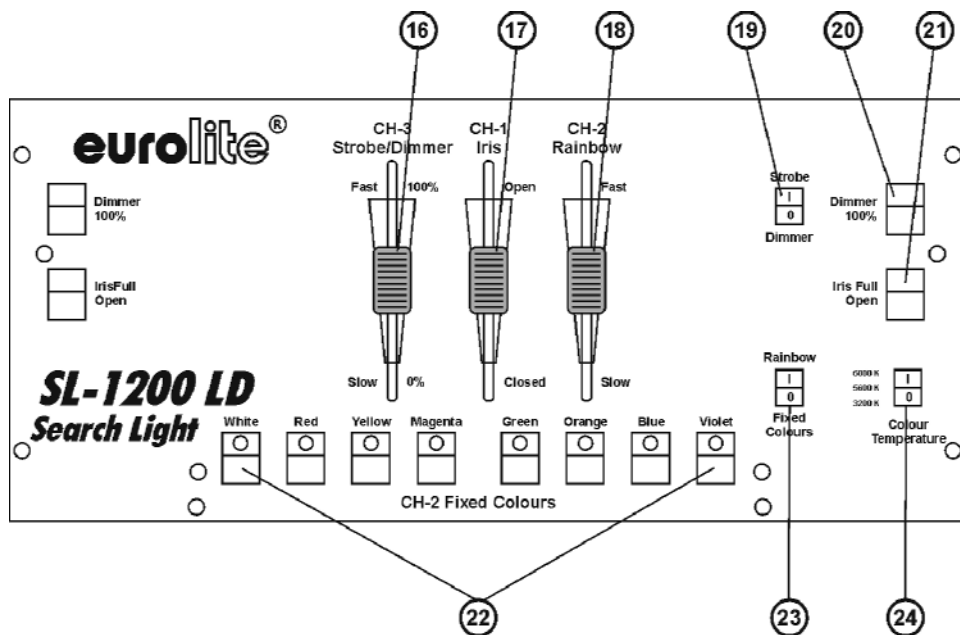 16 17 18 19 20 21
eurolite®
CH-3 CH-1 CH-2
Strobe/Dimmer Iris Rainbow
Fast 100% Open Fast
Strobe
I
0
Dimmer
Dimmer
100%
Dimmer
100%
IrisFull
Open
Iris Full
Open
SL-1200 LD
Search Light
Slow 0% Closed Slow
Rainbow
I
0
Fixed
Colours
6000 K
5600 K
3200 K
I
0
Colour
Temperature
White Red Yellow Magenta Green Orange Blue Violet
CH-2 Fixed Colours
22 23 24